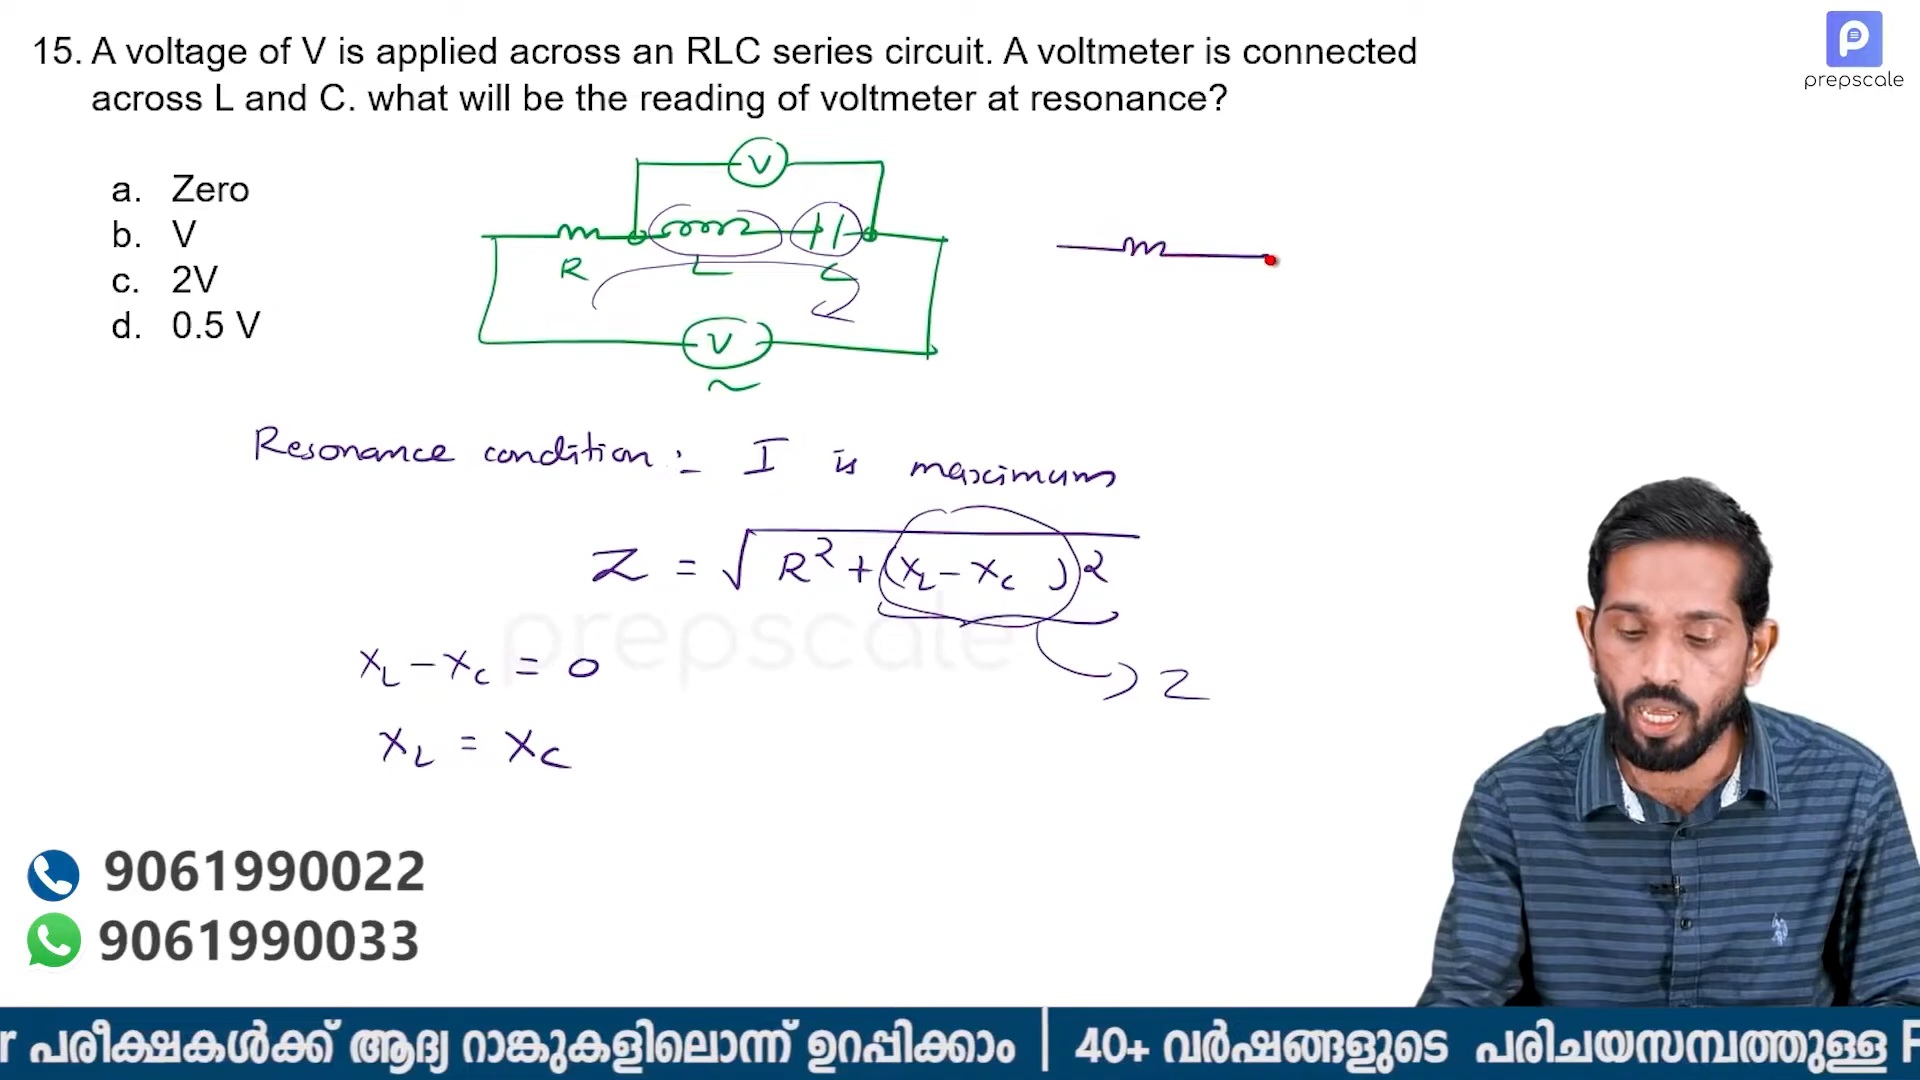 15. A voltage of V is applied across an RLC series circuit. A voltmeter is connected
across L and C. what will be the reading of voltmeter at resonance?
prepscale
a. Zero
b. V
c. 2V
d. 0.5 V
V
R
L
C
V
~
Resonance condition :- I is maximum
Z = √R² + (XL - XC)²
XL - XC = 0
Z
XL = XC
prepscale
9061990022
9061990033
r പരീക്ഷകൾക്ക് ആദ്യ റാങ്കുകളിലൊന്ന് ഉറപ്പിക്കാം | 40+ വർഷങ്ങളുടെ പരിചയസമ്പത്തുള്ള F